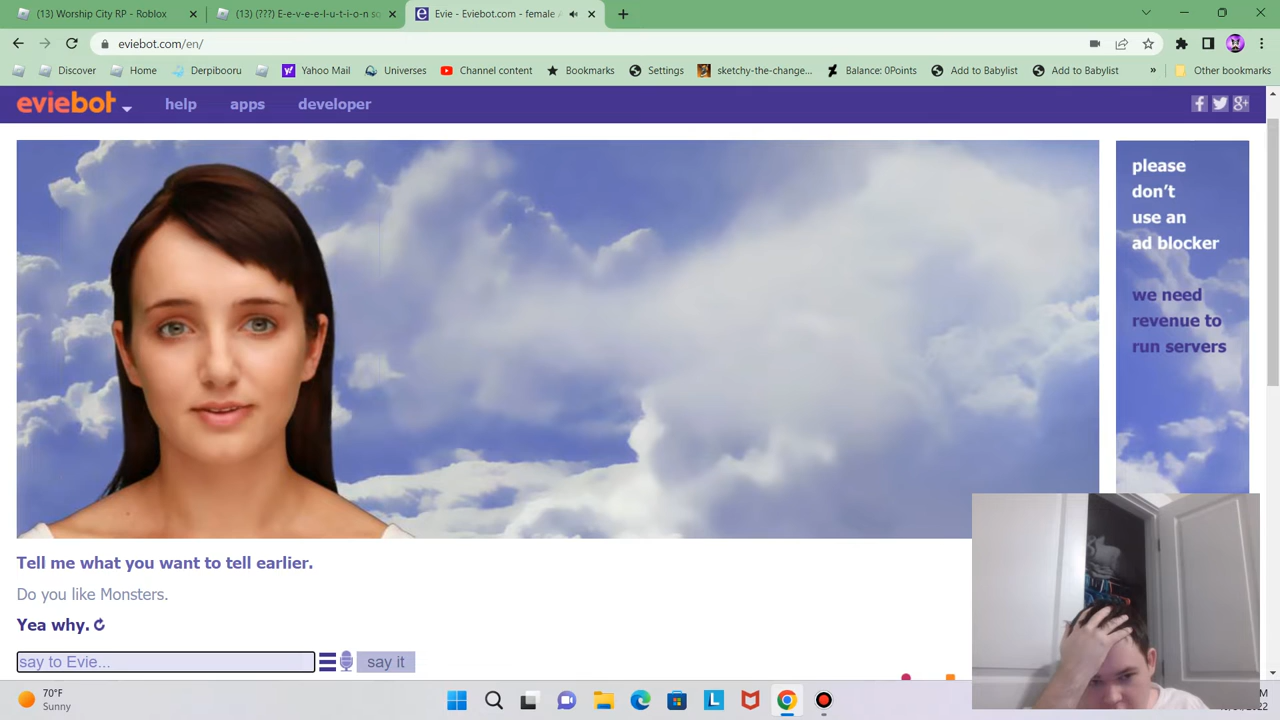 (13) Worship City RP - Roblox
(13) (???) E-v-e-e-l-u-t-i-o-n so
Evie - Eviebot.com - female A
eviebot.com/en/
Discover
Home
Derpibooru
Yahoo Mail
Universes
Channel content
Bookmarks
Settings
sketchy-the-change...
Balance: 0Points
Add to Babylist
Add to Babylist
»
Other bookmarks
eviebot
help
apps
developer
please
don't
use an
ad blocker
we need
revenue to
run servers
Tell me what you want to tell earlier.
Do you like Monsters.
Yea why.
say to Evie...
say it
70°F
Sunny